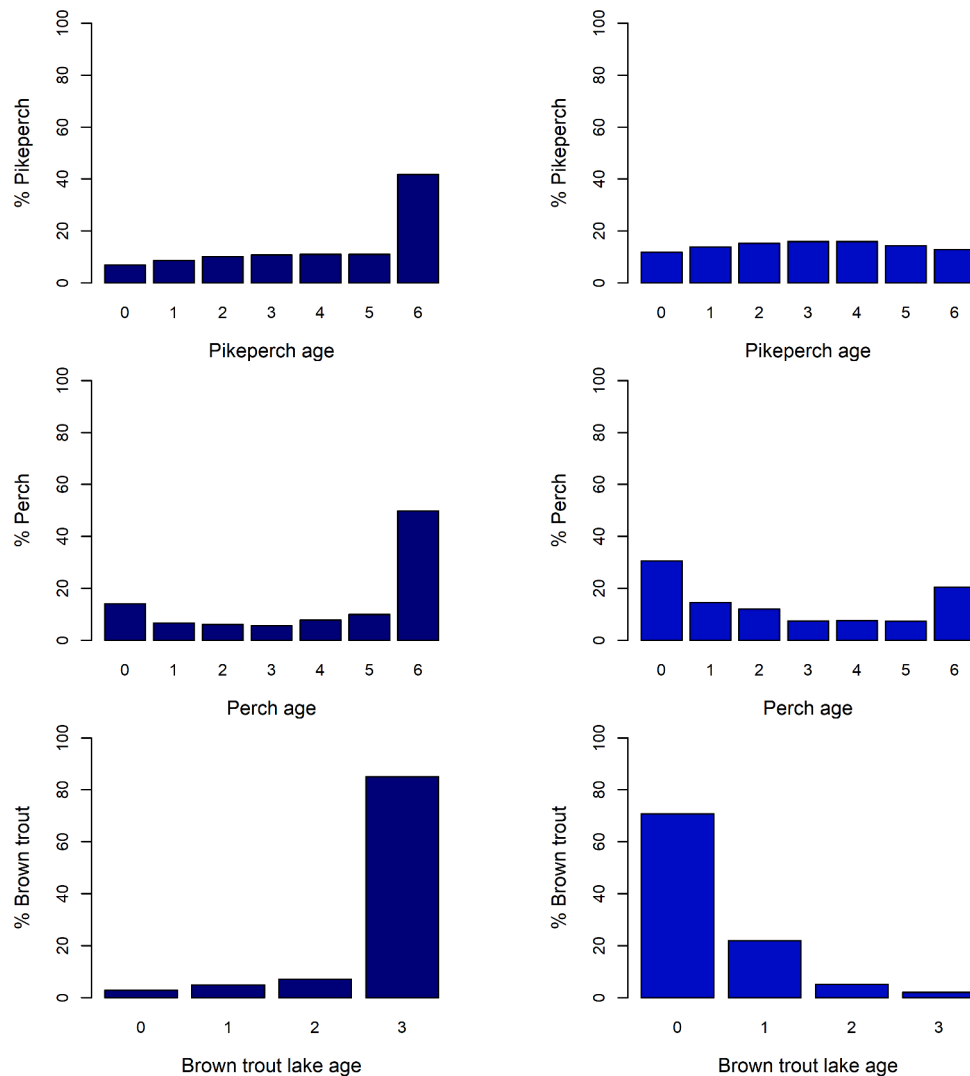 100 100
80 80
60 60
40 40
20 20
0 0
% Pikeperch % Pikeperch
0 1 2 3 4 5 6 0 1 2 3 4 5 6
Pikeperch age Pikeperch age
100 100
80 80
60 60
40 40
20 20
0 0
% Perch % Perch
0 1 2 3 4 5 6 0 1 2 3 4 5 6
Perch age Perch age
100 100
80 80
60 60
40 40
20 20
0 0
% Brown trout % Brown trout
0 1 2 3 0 1 2 3
Brown trout lake age Brown trout lake age